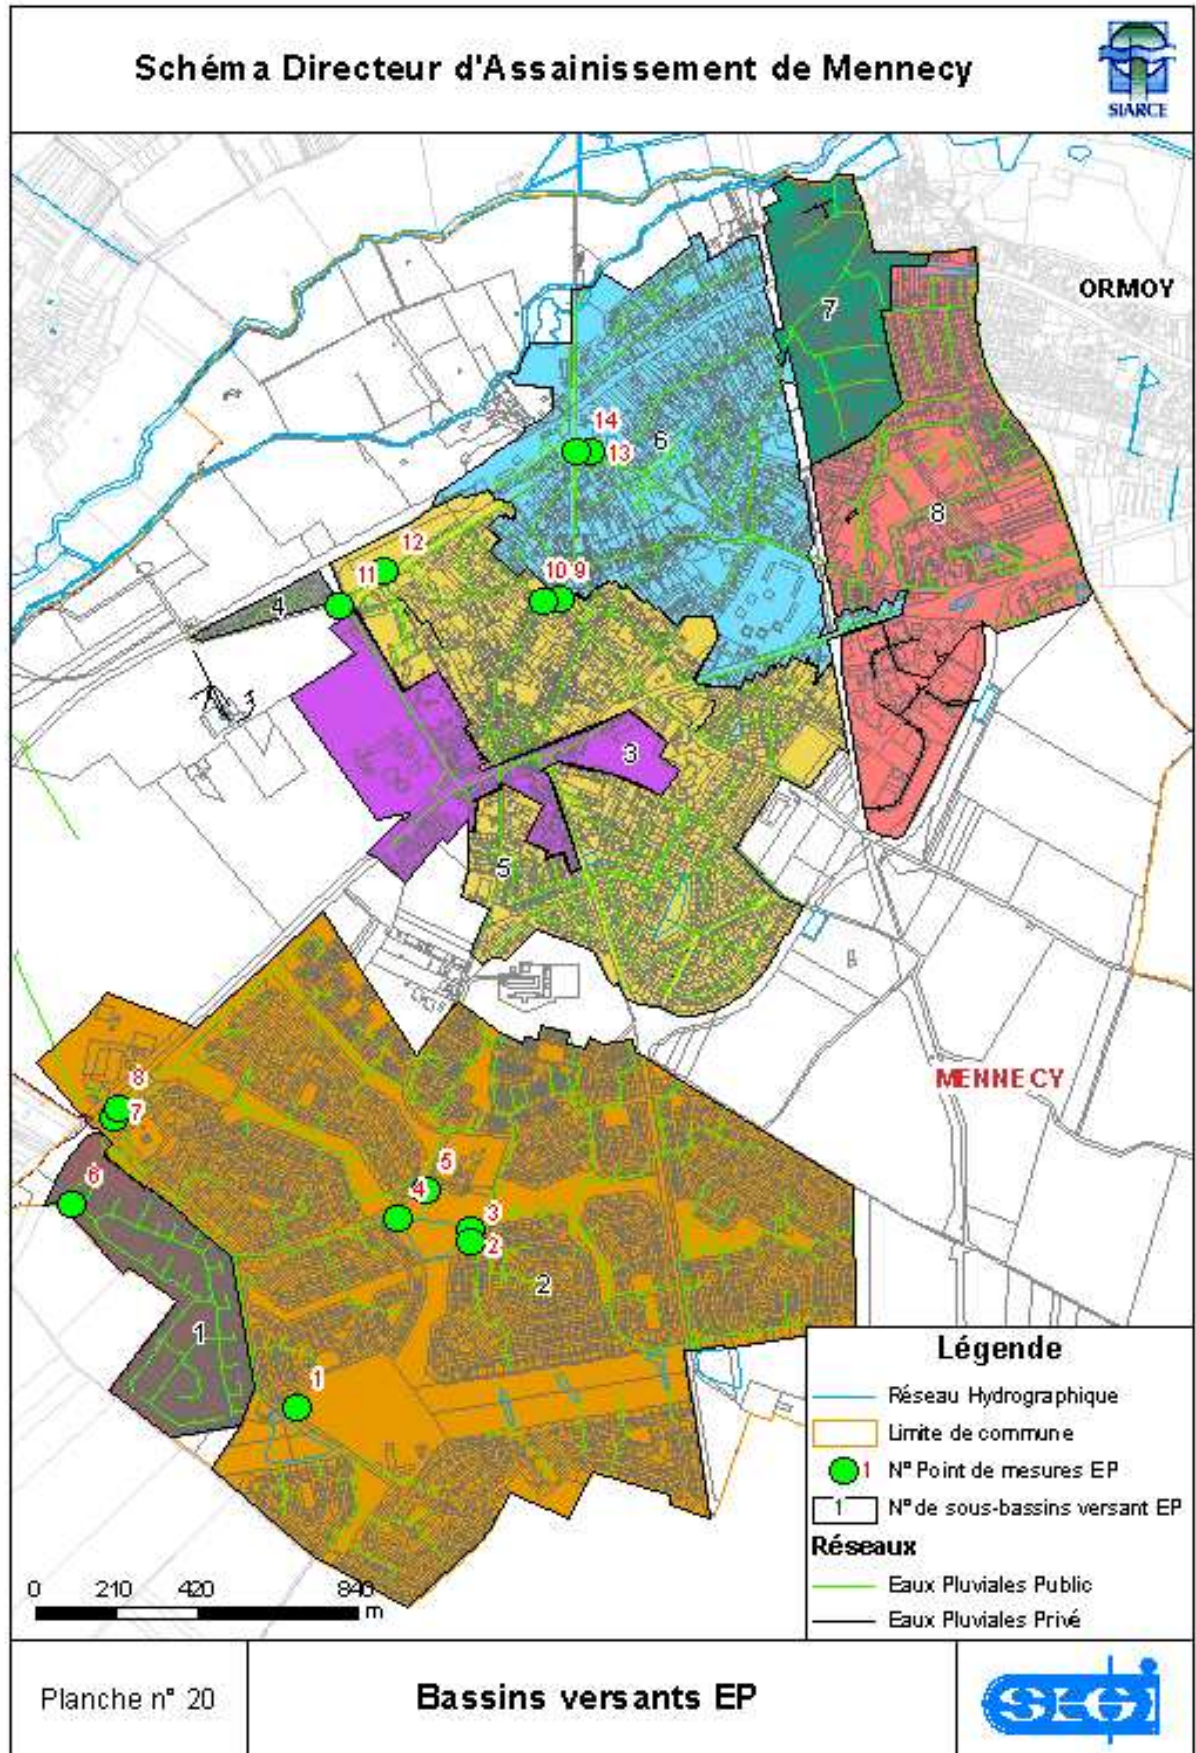 Schéma Directeur d'Assainissement de Mennecy
SIARCE
ORMOY
7
14
6
13
8
12
10 9
11
4
3
5
MENNECY
8
7
6
5
4
3
2
2
1
1
Légende
Réseau Hydrographique
Limite de commune
1 N° Point de mesures EP
1 N° de sous-bassins versant EP
Réseaux
Eaux Pluviales Public
Eaux Pluviales Privé
0 210 420 840
m
Planche n° 20
Bassins versants EP
SEGI